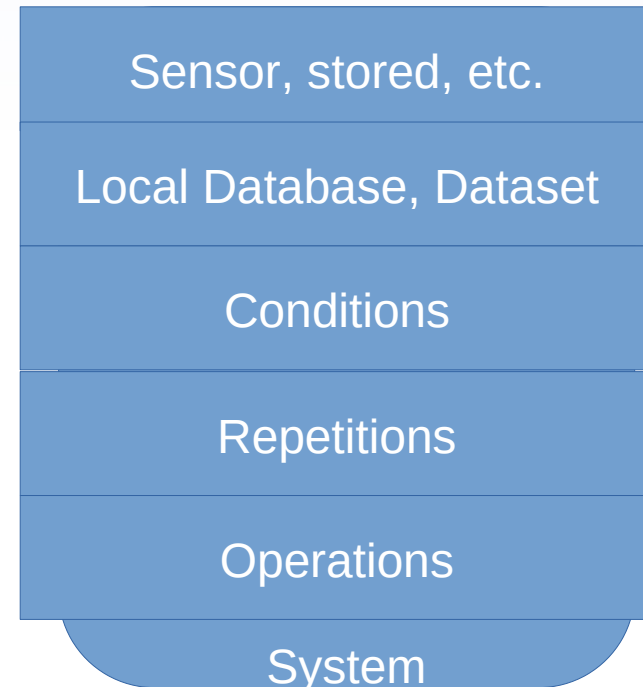 Sensor, stored, etc.
Local Database, Dataset
Conditions
Repetitions
Operations
System